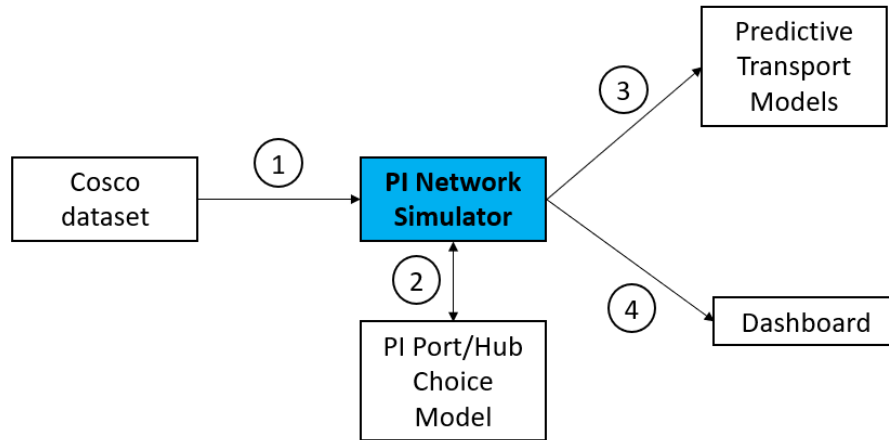 Cosco
dataset
1
PI Network
Simulator
2
PI Port/Hub
Choice
Model
3
Predictive
Transport
Models
4
Dashboard